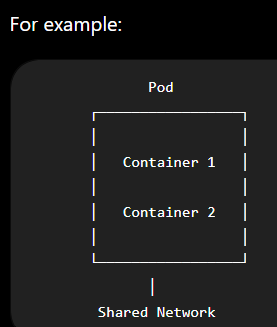 For example:
Pod
Container 1
Container 2
Shared Network